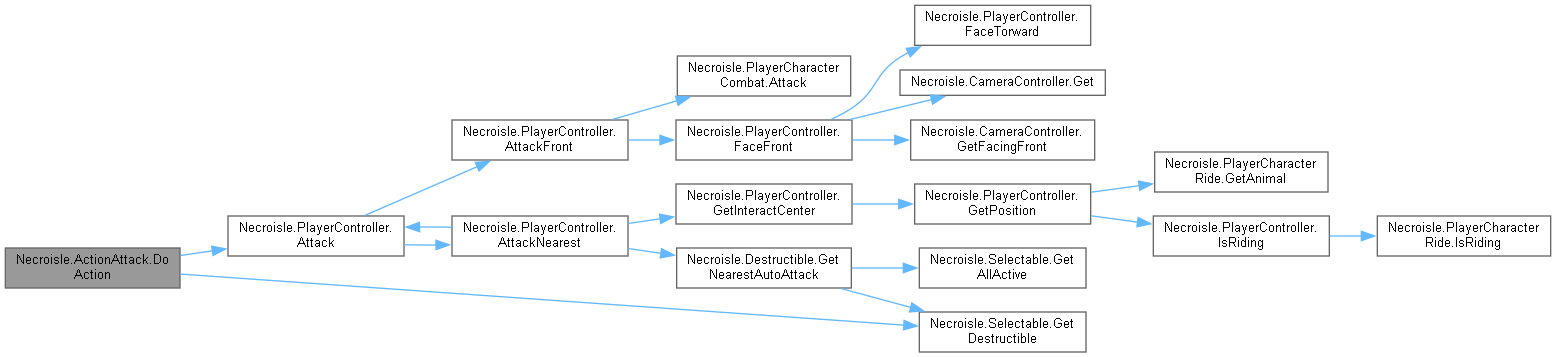 Necroisle.ActionAttack.Do
Action
Necroisle.PlayerController.
Attack
Necroisle.PlayerController.
AttackFront
Necroisle.PlayerCharacter
Combat.Attack
Necroisle.PlayerController.
FaceFront
Necroisle.PlayerController.
FaceTorward
Necroisle.CameraController.Get
Necroisle.CameraController.
GetFacingFront
Necroisle.PlayerController.
AttackNearest
Necroisle.PlayerController.
GetInteractCenter
Necroisle.PlayerController.
GetPosition
Necroisle.PlayerCharacter
Ride.GetAnimal
Necroisle.PlayerController.
IsRiding
Necroisle.PlayerCharacter
Ride.IsRiding
Necroisle.Destructible.Get
NearestAutoAttack
Necroisle.Selectable.Get
AllActive
Necroisle.Selectable.Get
Destructible